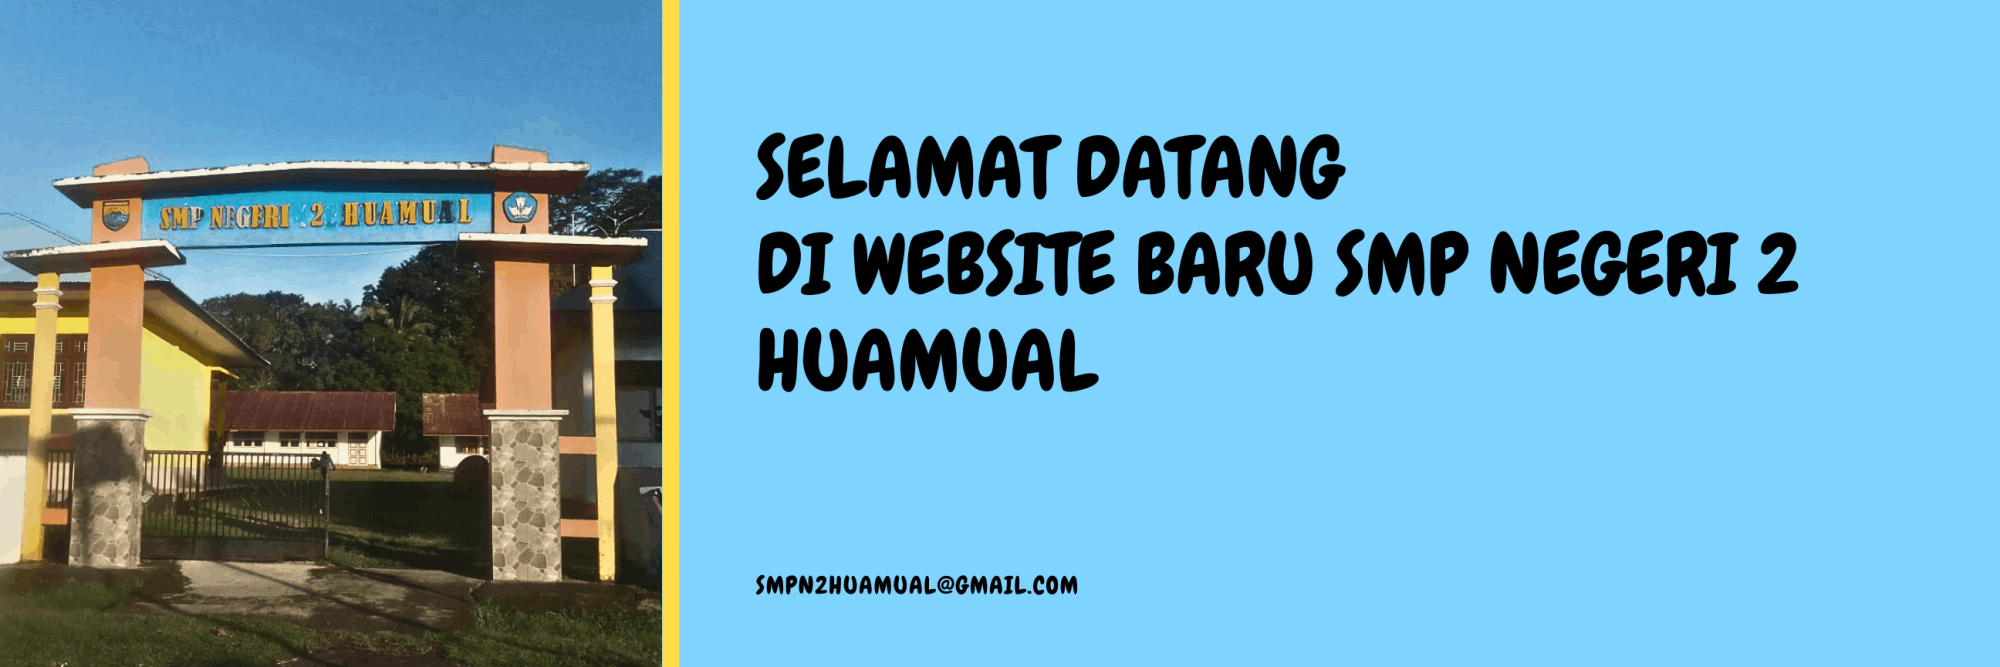 SMP NEGERI 2 HUAMUAL
SELAMAT DATANG
DI WEBSITE BARU SMP NEGERI 2
HUAMUAL
SMPN2HUAMUAL@GMAIL.COM